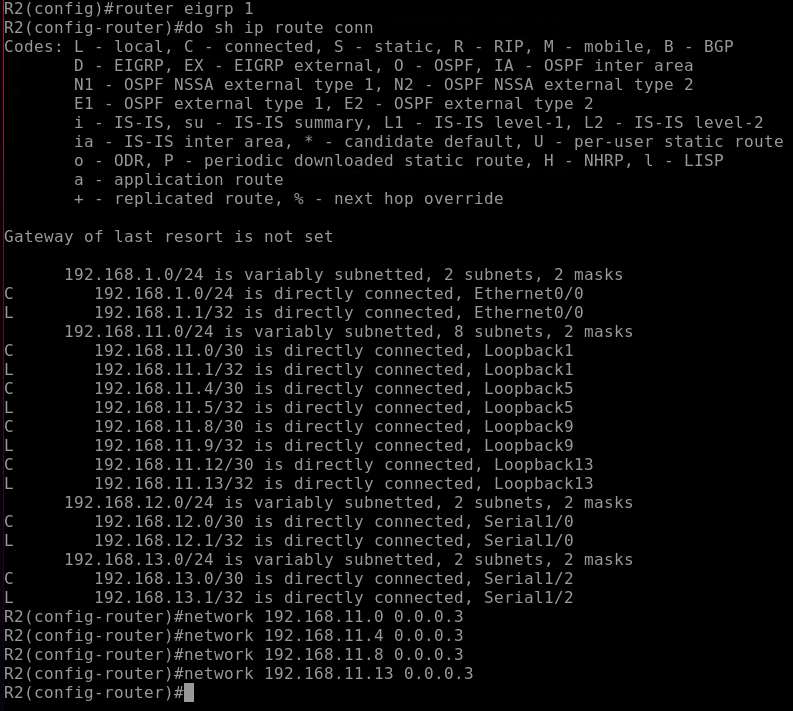 R2(config)#router eigrp 1
R2(config-router)#do sh ip route conn
Codes: L - local, C - connected, S - static, R - RIP, M - mobile, B - BGP
       D - EIGRP, EX - EIGRP external, O - OSPF, IA - OSPF inter area
       N1 - OSPF NSSA external type 1, N2 - OSPF NSSA external type 2
       E1 - OSPF external type 1, E2 - OSPF external type 2
       i - IS-IS, su - IS-IS summary, L1 - IS-IS level-1, L2 - IS-IS level-2
       ia - IS-IS inter area, * - candidate default, U - per-user static route
       o - ODR, P - periodic downloaded static route, H - NHRP, l - LISP
       a - application route
       + - replicated route, % - next hop override

Gateway of last resort is not set

      192.168.1.0/24 is variably subnetted, 2 subnets, 2 masks
C        192.168.1.0/24 is directly connected, Ethernet0/0
L        192.168.1.1/32 is directly connected, Ethernet0/0
      192.168.11.0/24 is variably subnetted, 8 subnets, 2 masks
C        192.168.11.0/30 is directly connected, Loopback1
L        192.168.11.1/32 is directly connected, Loopback1
C        192.168.11.4/30 is directly connected, Loopback5
L        192.168.11.5/32 is directly connected, Loopback5
C        192.168.11.8/30 is directly connected, Loopback9
L        192.168.11.9/32 is directly connected, Loopback9
C        192.168.11.12/30 is directly connected, Loopback13
L        192.168.11.13/32 is directly connected, Loopback13
      192.168.12.0/24 is variably subnetted, 2 subnets, 2 masks
C        192.168.12.0/30 is directly connected, Serial1/0
L        192.168.12.1/32 is directly connected, Serial1/0
      192.168.13.0/24 is variably subnetted, 2 subnets, 2 masks
C        192.168.13.0/30 is directly connected, Serial1/2
L        192.168.13.1/32 is directly connected, Serial1/2
R2(config-router)#network 192.168.11.0 0.0.0.3
R2(config-router)#network 192.168.11.4 0.0.0.3
R2(config-router)#network 192.168.11.8 0.0.0.3
R2(config-router)#network 192.168.11.13 0.0.0.3
R2(config-router)#